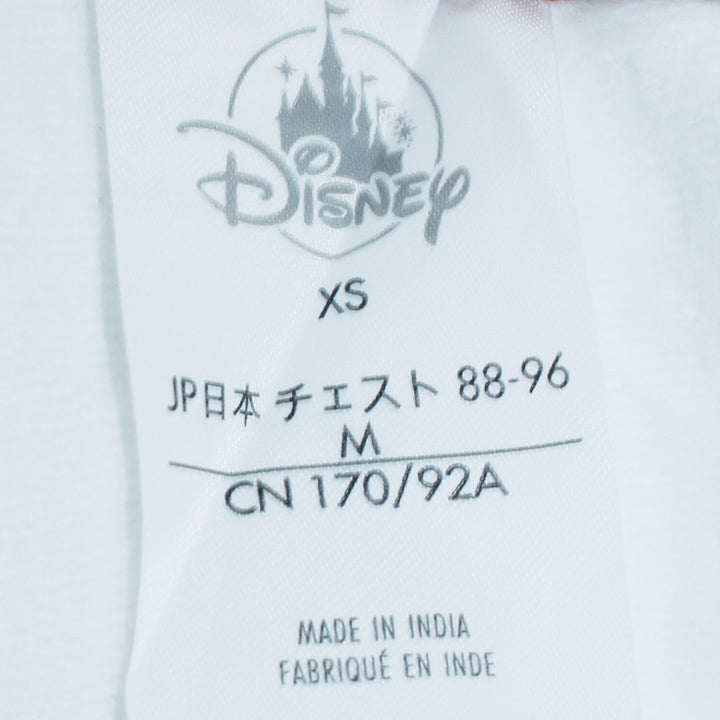 DISNEY
XS
JP日本 チェスト 88-96
M
CN 170/92A
MADE IN INDIA
FABRIQUÉ EN INDE